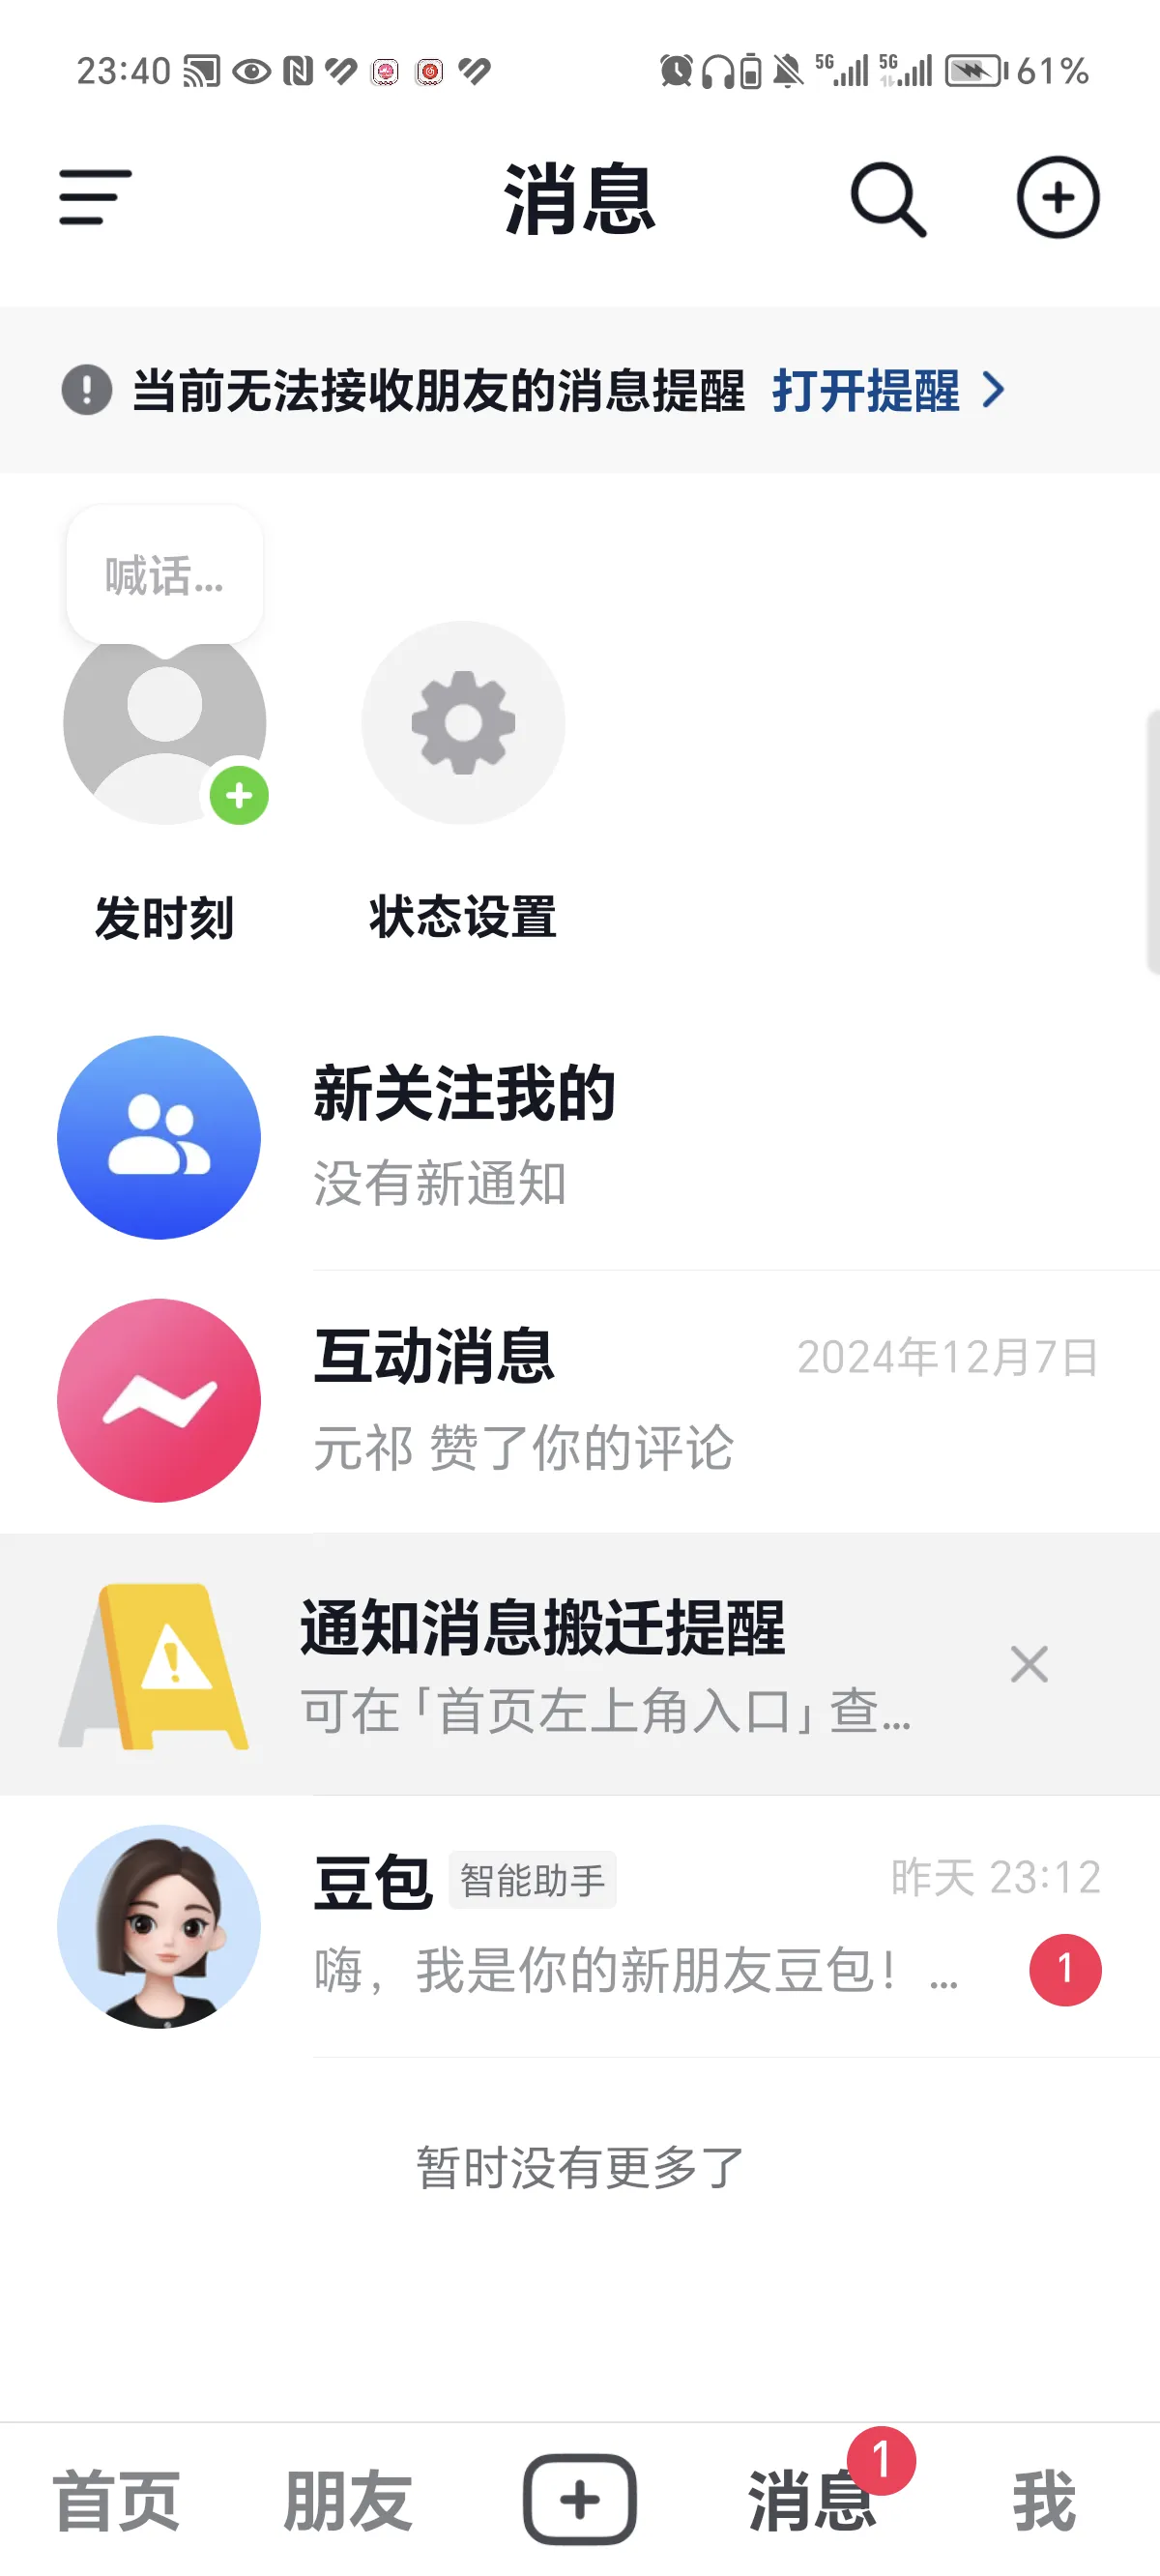 23:40 5G 5G 61%
消息
当前无法接收朋友的消息提醒 打开提醒
喊话...
发时刻 状态设置
新关注我的
没有新通知
互动消息 2024年12月7日
元祁 赞了你的评论
通知消息搬迁提醒
可在「首页左上角入口」查...
豆包 智能助手 昨天 23:12
嗨，我是你的新朋友豆包！... 1
暂时没有更多了
首页 朋友 消息 1 我